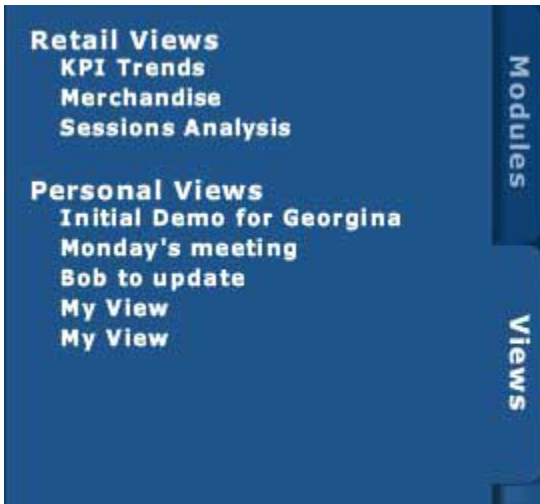 Retail Views
KPI Trends
Merchandise
Sessions Analysis
Personal Views
Initial Demo for Georgina
Monday's meeting
Bob to update
My View
My View
Modules
Views